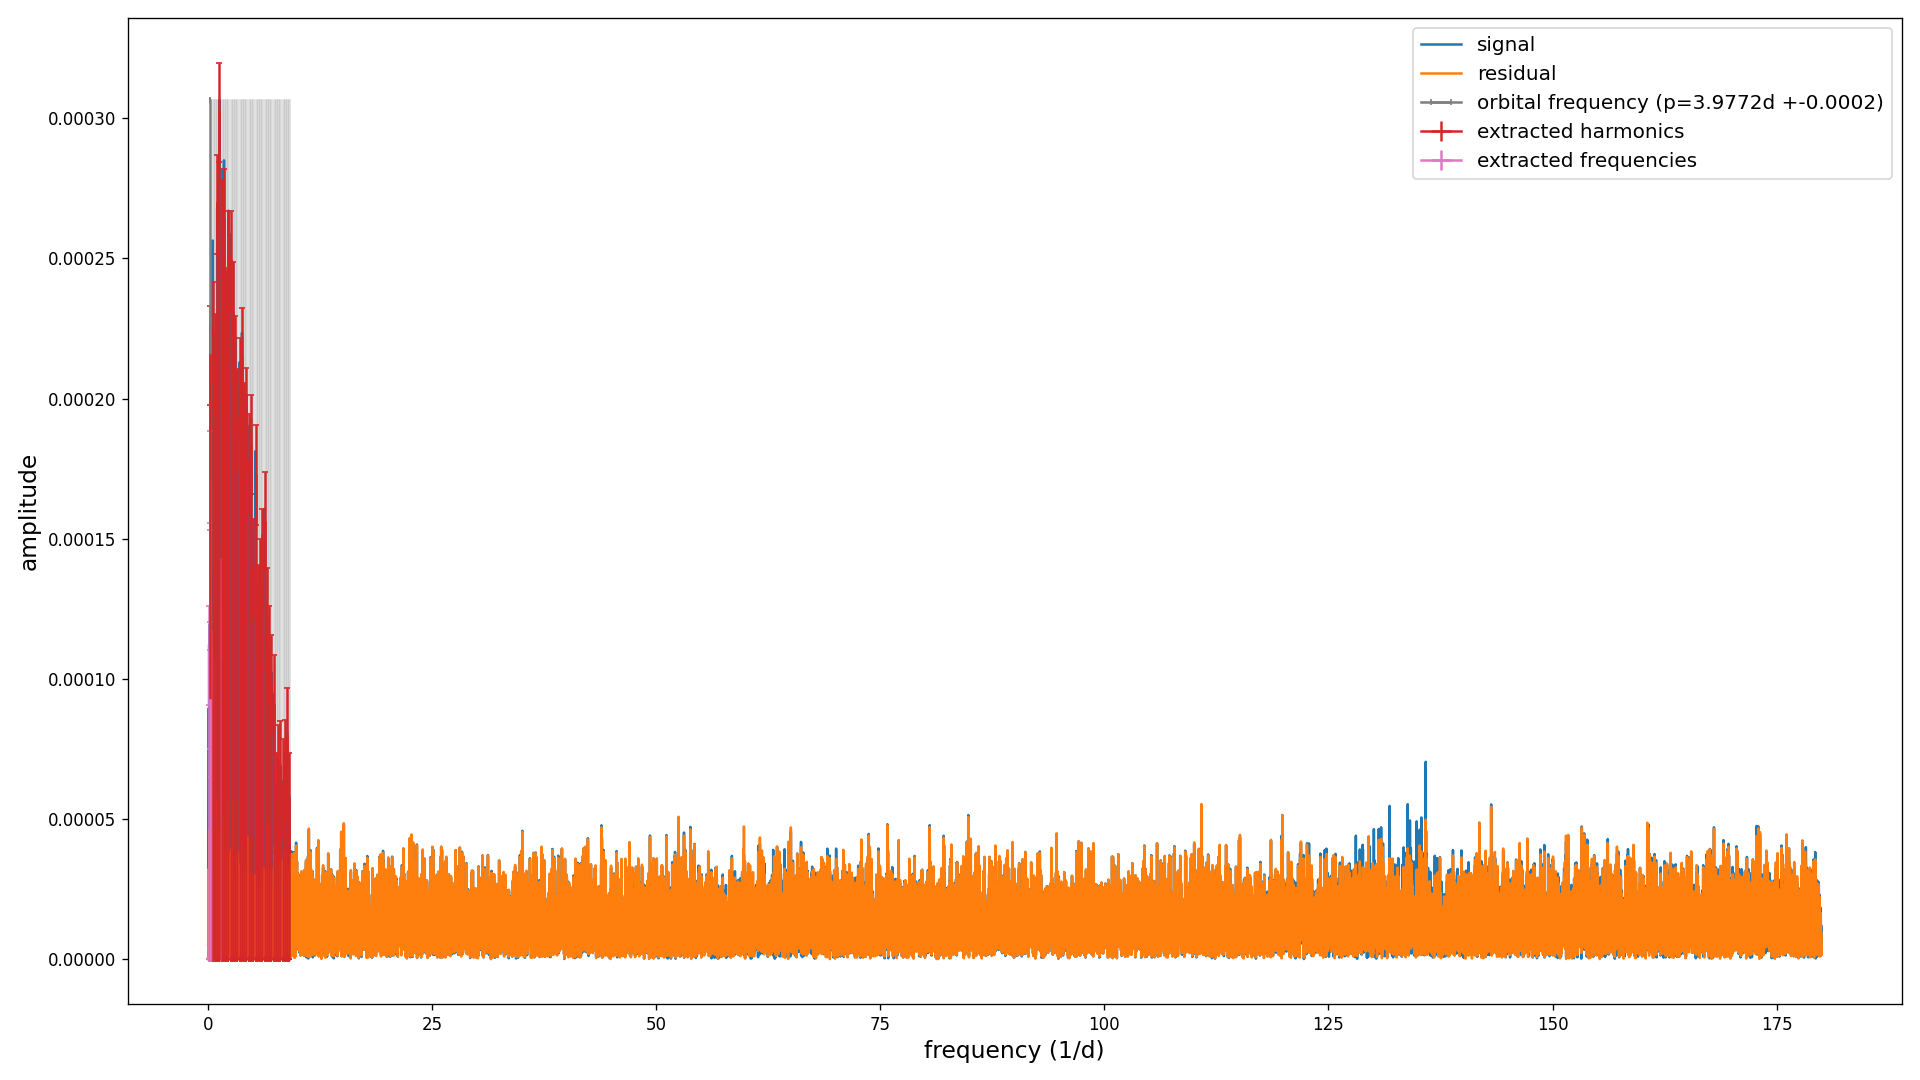 signal
residual
orbital frequency (p=3.9772d +-0.0002)
extracted harmonics
extracted frequencies
0.00030
0.00025
0.00020
0.00015
0.00010
0.00005
0.00000
amplitude
0
25
50
75
100
125
150
175
frequency (1/d)